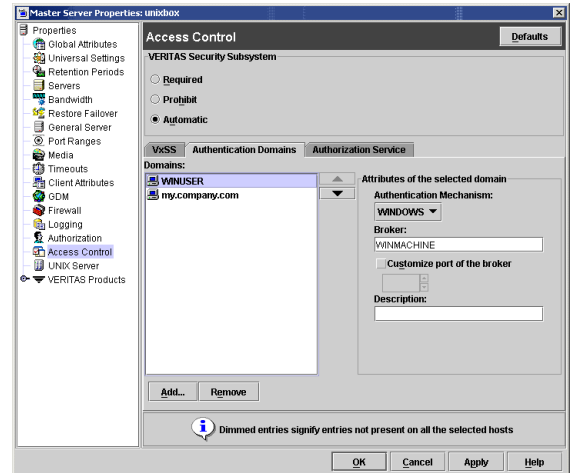 Master Server Properties: unixbox
Properties
Global Attributes
Universal Settings
Retention Periods
Servers
Bandwidth
Restore Failover
General Server
Port Ranges
Media
Timeouts
Client Attributes
GDM
Firewall
Logging
Authorization
Access Control
UNIX Server
VERITAS Products
Access Control
Defaults
VERITAS Security Subsystem
Required
Prohibit
Automatic
VxSS Authentication Domains Authorization Service
Domains:
WINUSER
my.company.com
Attributes of the selected domain
Authentication Mechanism:
WINDOWS
Broker:
WINMACHINE
Customize port of the broker
Description:
Add... Remove
Dimmed entries signify entries not present on all the selected hosts
OK Cancel Apply Help